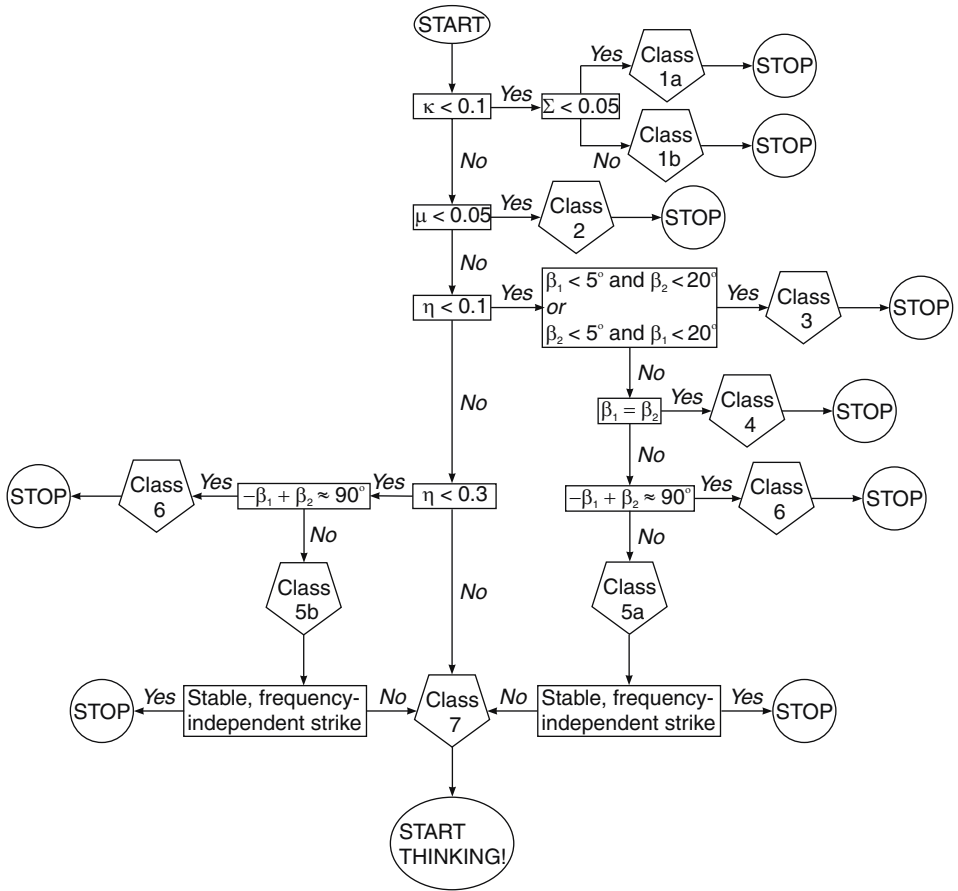 START
κ < 0.1
Yes
Σ < 0.05
Yes
Class
1a
STOP
No
Class
1b
STOP
No
μ < 0.05
Yes
Class
2
STOP
No
η < 0.1
Yes
β₁ < 5° and β₂ < 20°
or
β₂ < 5° and β₁ < 20°
Yes
Class
3
STOP
No
β₁ = β₂
Yes
Class
4
STOP
No
No
η < 0.3
Yes
−β₁ + β₂ ≈ 90°
Yes
Class
6
STOP
−β₁ + β₂ ≈ 90°
Yes
Class
6
STOP
No
Class
5b
No
No
Class
5a
Stable, frequency-
independent strike
Yes
STOP
No
Class
7
No
Stable, frequency-
independent strike
Yes
STOP
START
THINKING!